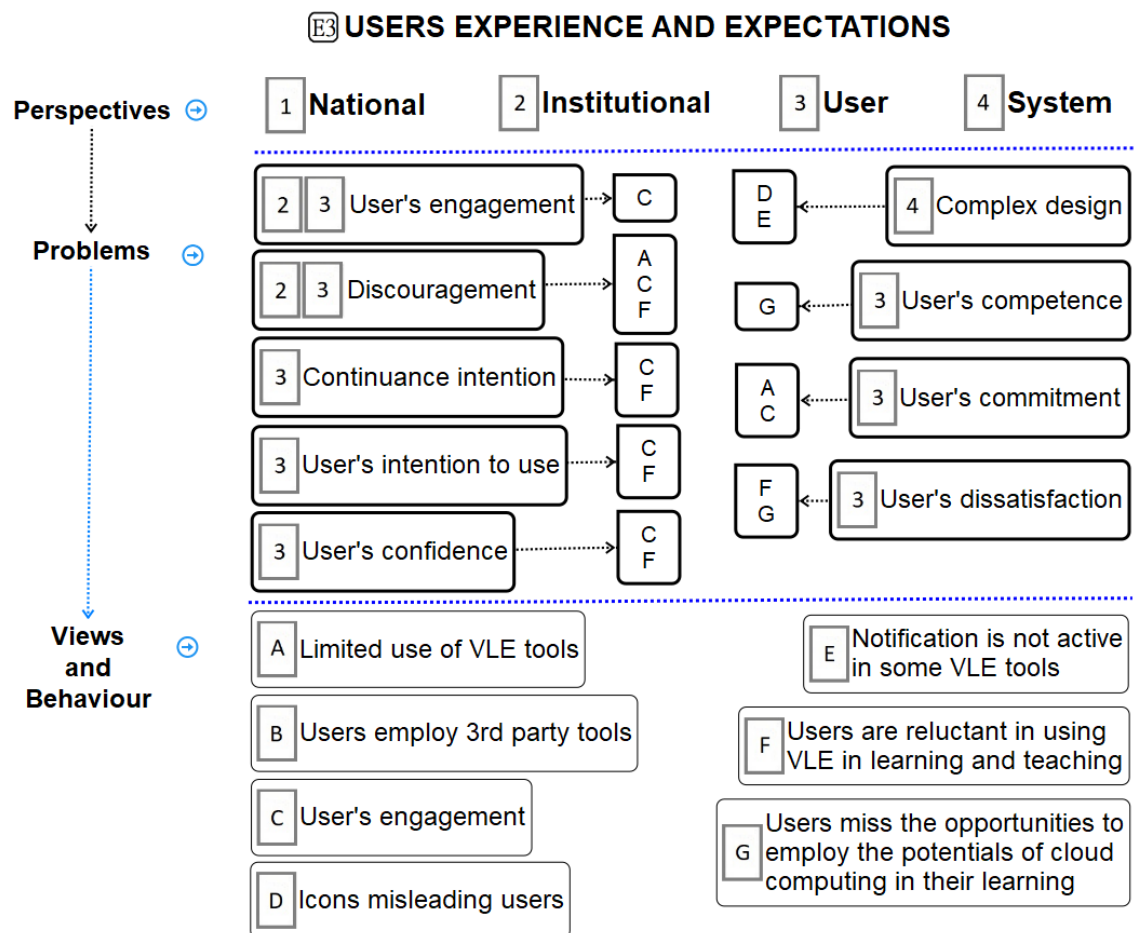 E3 USERS EXPERIENCE AND EXPECTATIONS
Perspectives
1 National
2 Institutional
3 User
4 System
Problems
2 3 User's engagement
C
2 3 Discouragement
A
C
F
3 Continuance intention
C
F
3 User's intention to use
C
F
3 User's confidence
C
F
D
E
4 Complex design
G
3 User's competence
A
C
3 User's commitment
F
G
3 User's dissatisfaction
Views
and
Behaviour
A Limited use of VLE tools
B Users employ 3rd party tools
C User's engagement
D Icons misleading users
E Notification is not active
in some VLE tools
F Users are reluctant in using
VLE in learning and teaching
G Users miss the opportunities to
employ the potentials of cloud
computing in their learning